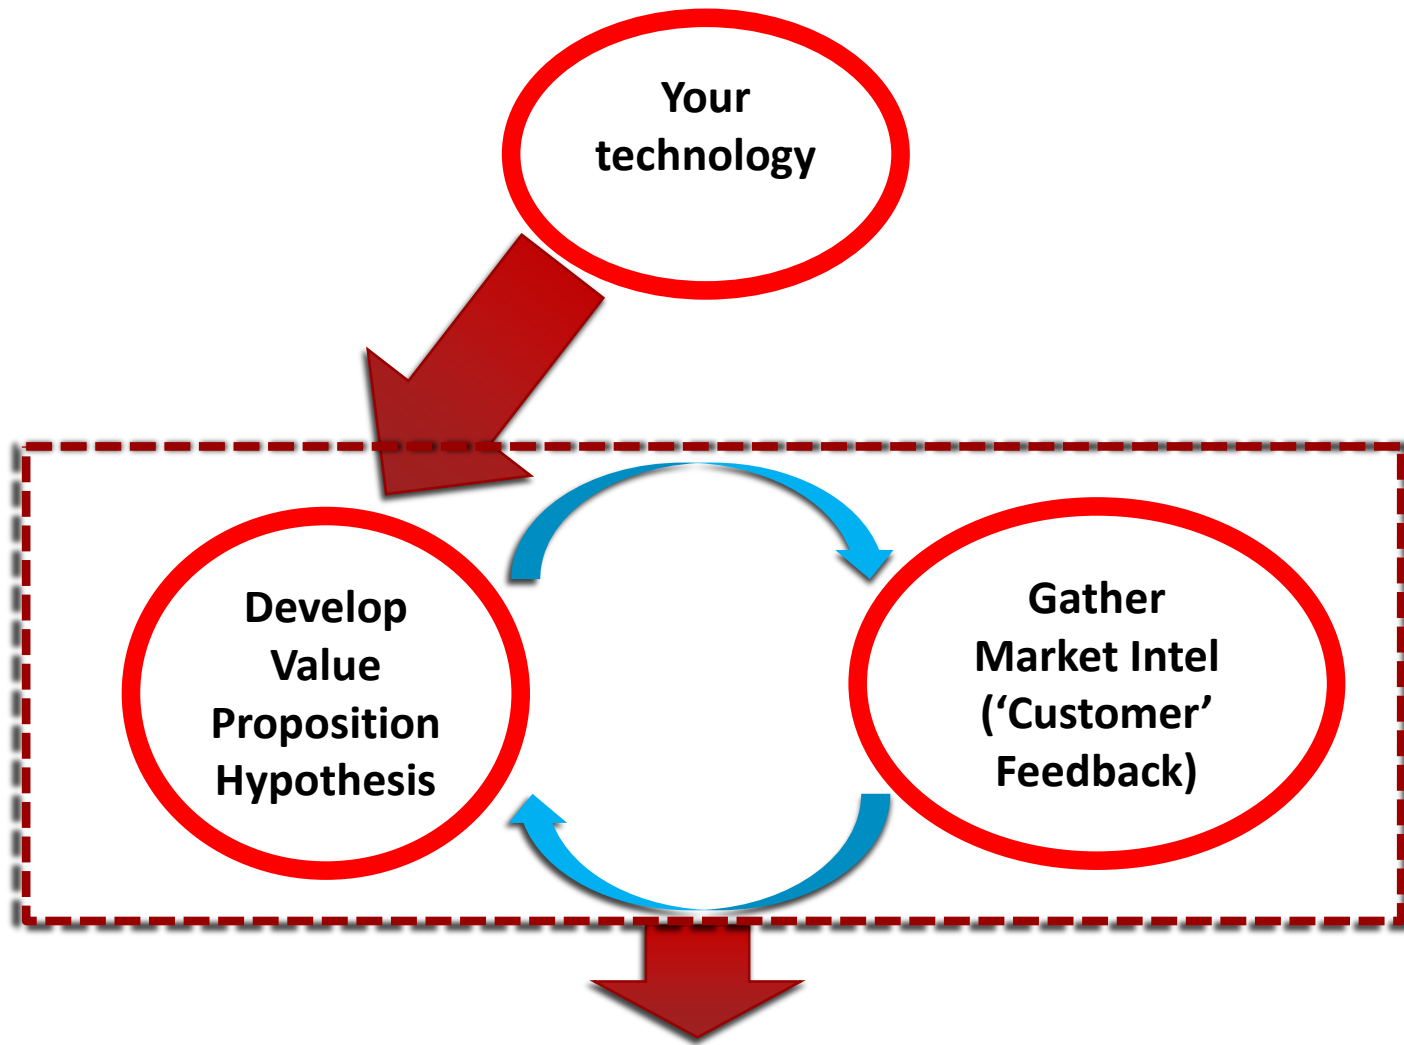 Your
technology
Develop
Value
Proposition
Hypothesis
Gather
Market Intel
(‘Customer’
Feedback)